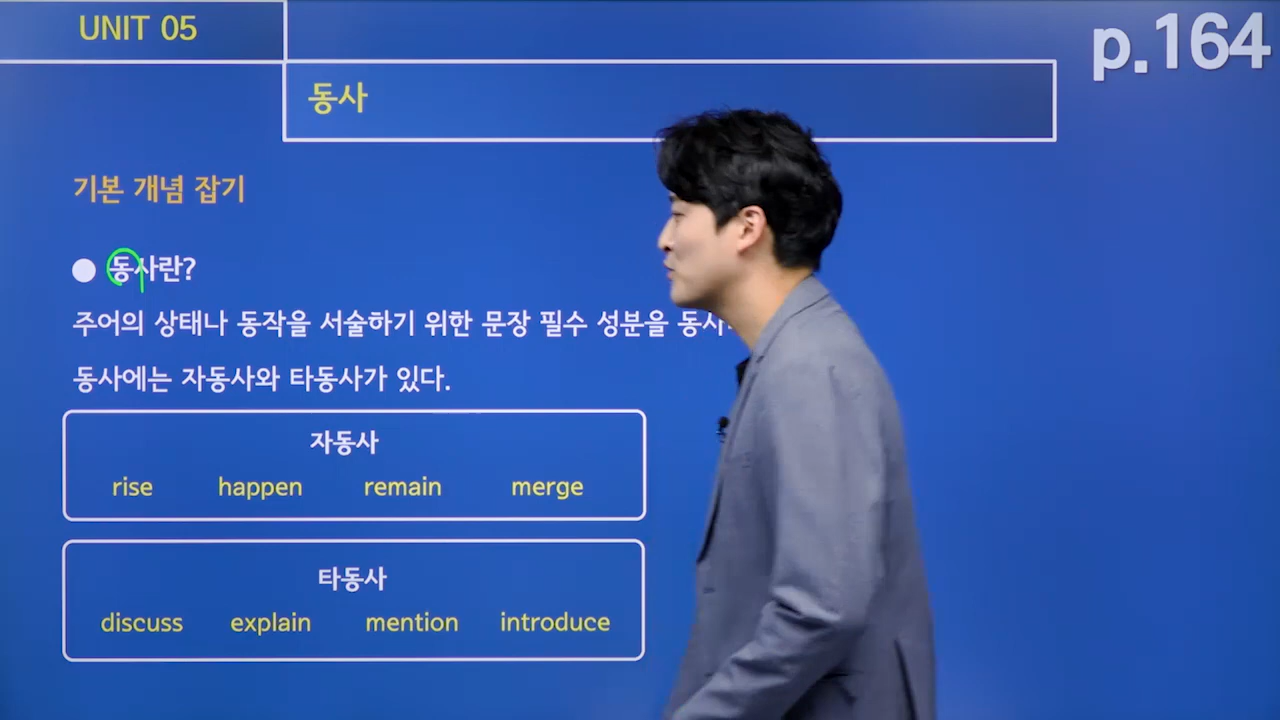 UNIT 05
p.164
동사
기본 개념 잡기
동사란?
주어의 상태나 동작을 서술하기 위한 문장 필수 성분을
동사에는 자동사와 타동사가 있다.
자동사
rise happen remain merge
타동사
discuss explain mention introduce